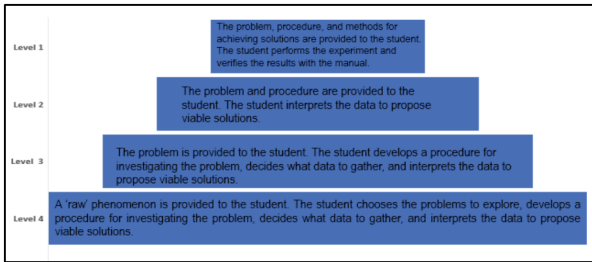 Level 1
The problem, procedure, and methods for
achieving solutions are provided to the student.
The student performs the experiment and
verifies the results with the manual.
Level 2
The problem and procedure are provided to the
student. The student interprets the data to propose
viable solutions.
Level 3
The problem is provided to the student. The student develops a procedure for
investigating the problem, decides what data to gather, and interprets the data to
propose viable solutions.
Level 4
A ‘raw’ phenomenon is provided to the student. The student chooses the problems to explore, develops a
procedure for investigating the problem, decides what data to gather, and interprets the data to propose
viable solutions.